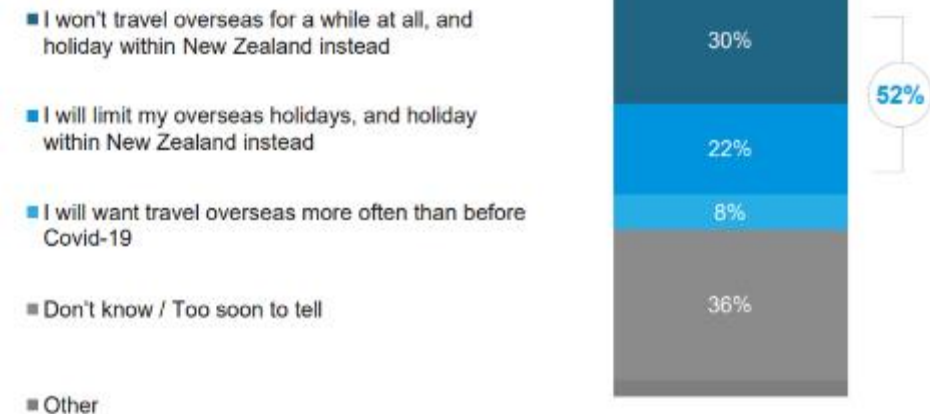 I won't travel overseas for a while at all, and
holiday within New Zealand instead
30%
52%
I will limit my overseas holidays, and holiday
within New Zealand instead
22%
I will want travel overseas more often than before
Covid-19
8%
Don't know / Too soon to tell
36%
Other